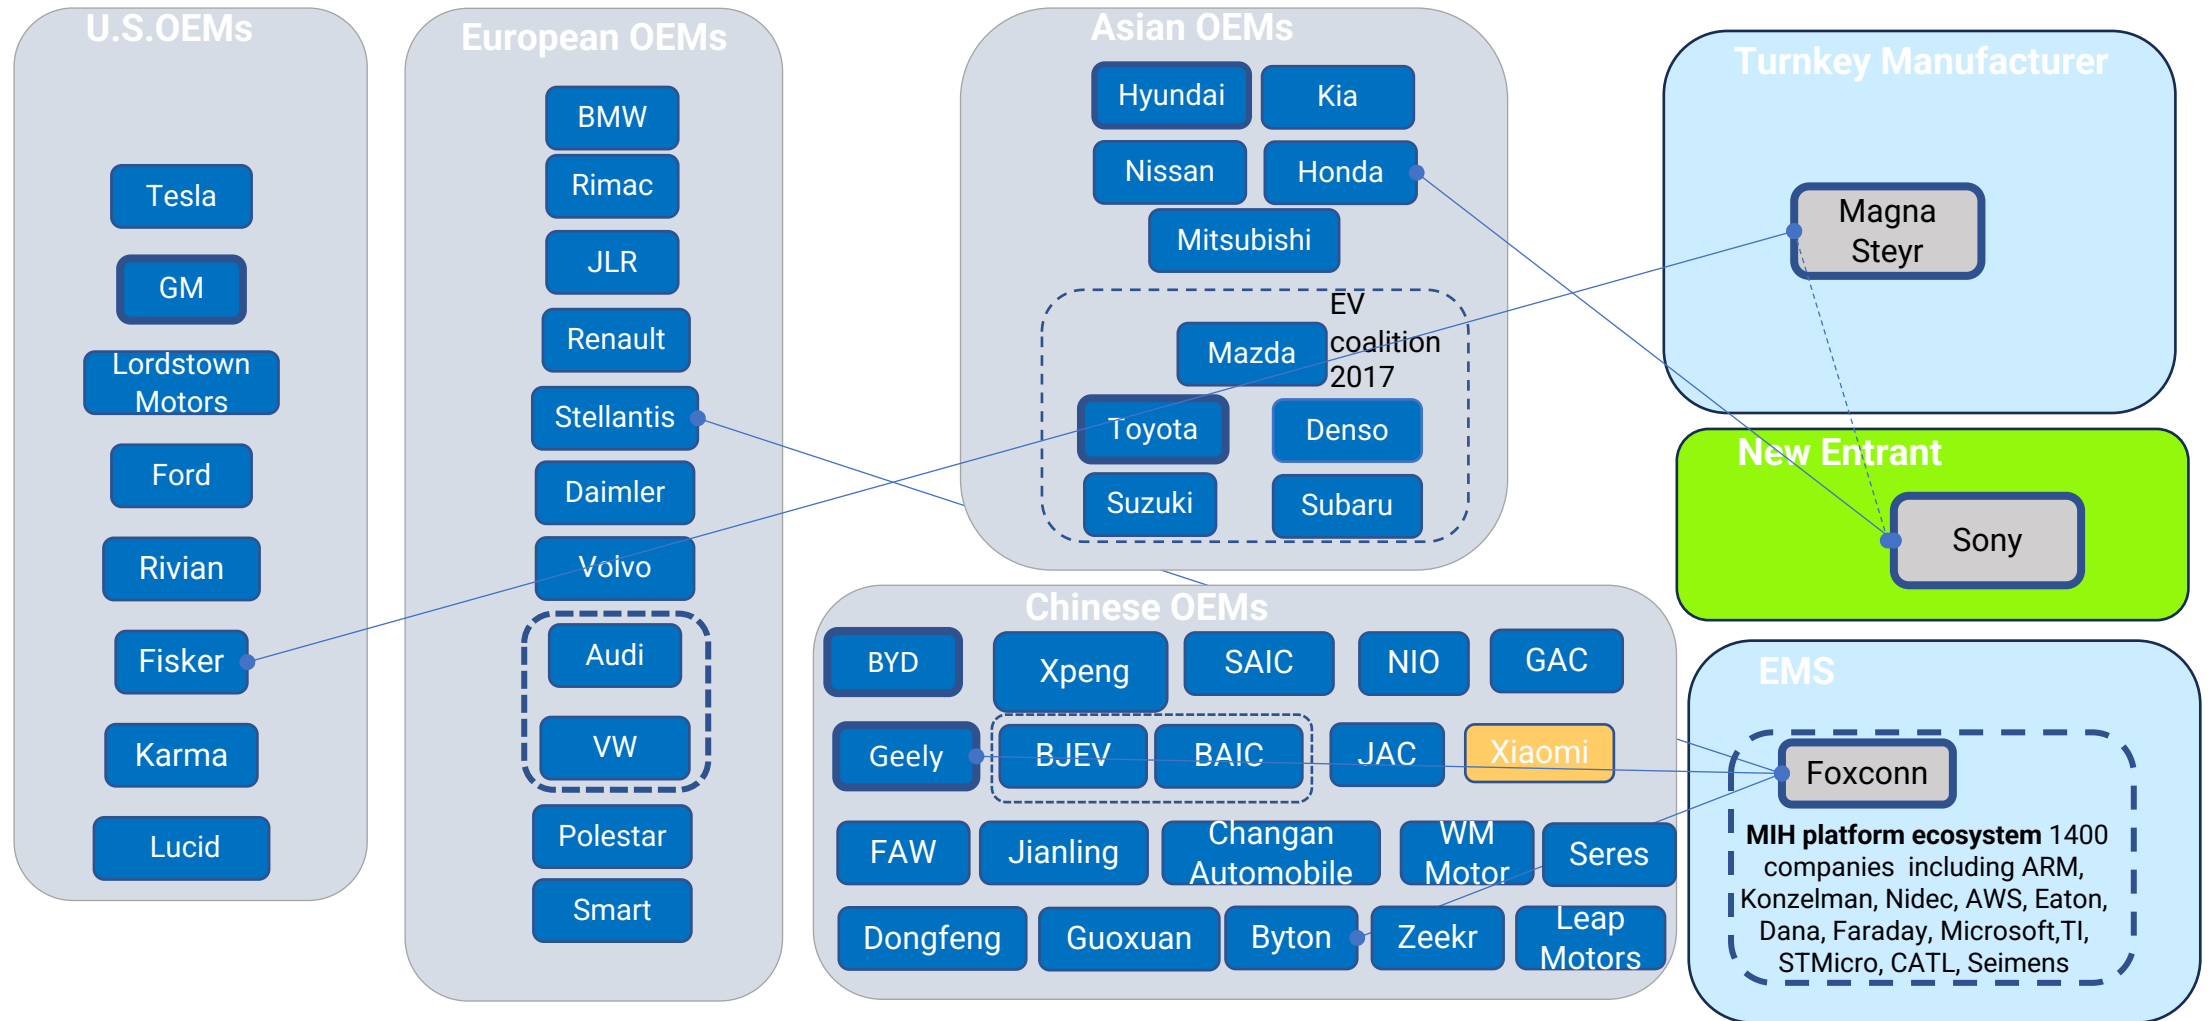 U.S.OEMs
Tesla
GM
Lordstown
Motors
Ford
Rivian
Fisker
Karma
Lucid
European OEMs
BMW
Rimac
JLR
Renault
Stellantis
Daimler
Volvo
Audi
VW
Polestar
Smart
Asian OEMs
Hyundai
Kia
Nissan
Honda
Mitsubishi
EV
coalition
2017
Mazda
Toyota
Denso
Suzuki
Subaru
Chinese OEMs
BYD
Xpeng
SAIC
NIO
GAC
Geely
BJEV
BAIC
JAC
Xiaomi
FAW
Jianling
Changan
Automobile
WM
Motor
Seres
Dongfeng
Guoxuan
Byton
Zeekr
Leap
Motors
Turnkey Manufacturer
Magna
Steyr
New Entrant
Sony
EMS
Foxconn
MIH platform ecosystem 1400
companies including ARM,
Konzelman, Nidec, AWS, Eaton,
Dana, Faraday, Microsoft,TI,
STMicro, CATL, Seimens